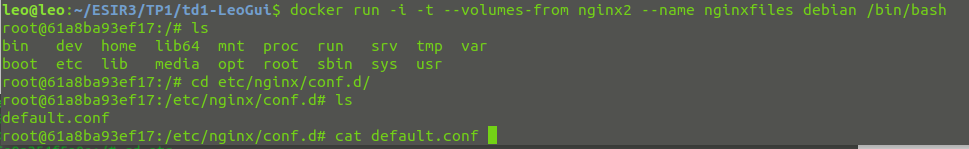 leo@leo:~/ESIR3/TP1/td1-LeoGui$ docker run -i -t --volumes-from nginx2 --name nginxfiles debian /bin/bash
root@61a8ba93ef17:/# ls
bin   dev  home  lib64  mnt  proc  run   srv  tmp  var
boot  etc  lib   media  opt  root  sbin  sys  usr
root@61a8ba93ef17:/# cd etc/nginx/conf.d/
root@61a8ba93ef17:/etc/nginx/conf.d# ls
default.conf
root@61a8ba93ef17:/etc/nginx/conf.d# cat default.conf